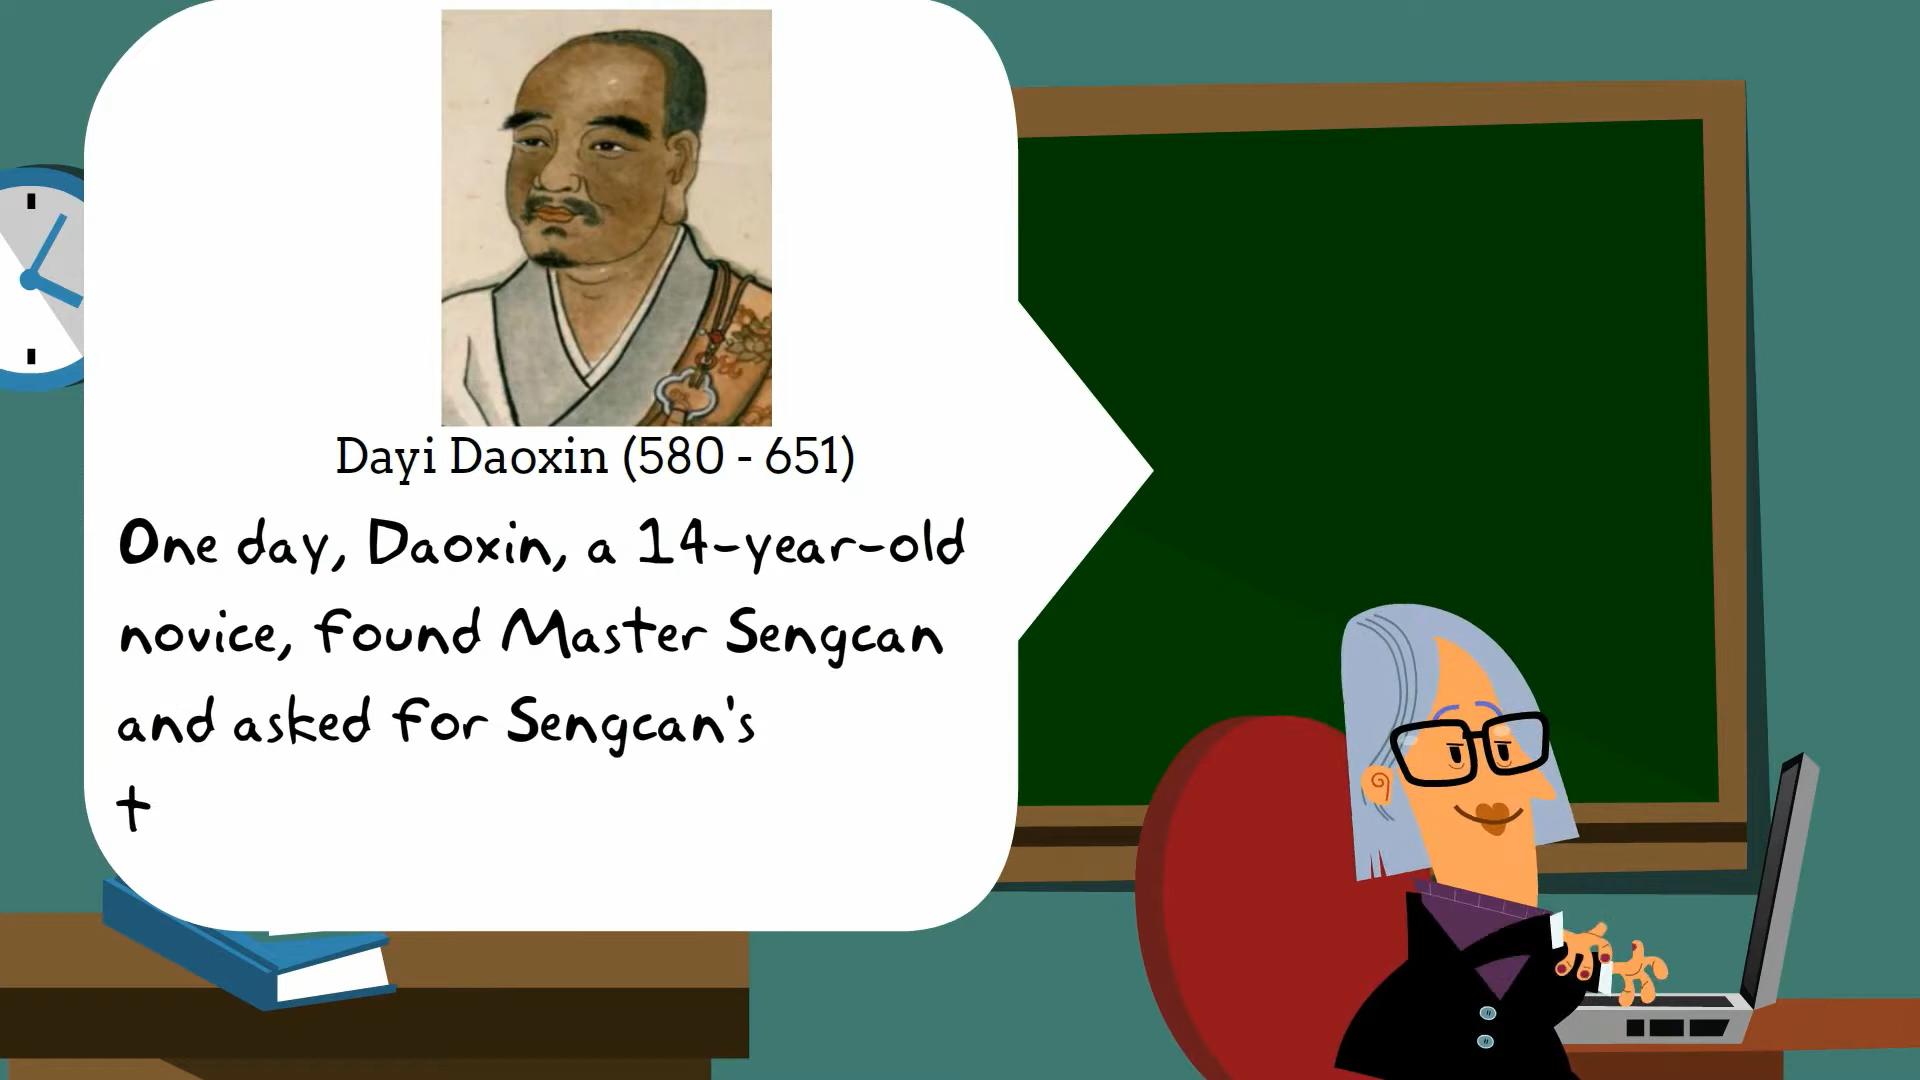 Dayi Daoxin (580 - 651)
One day, Daoxin, a 14-year-old
novice, found Master Sengcan
and asked for Sengcan's
t